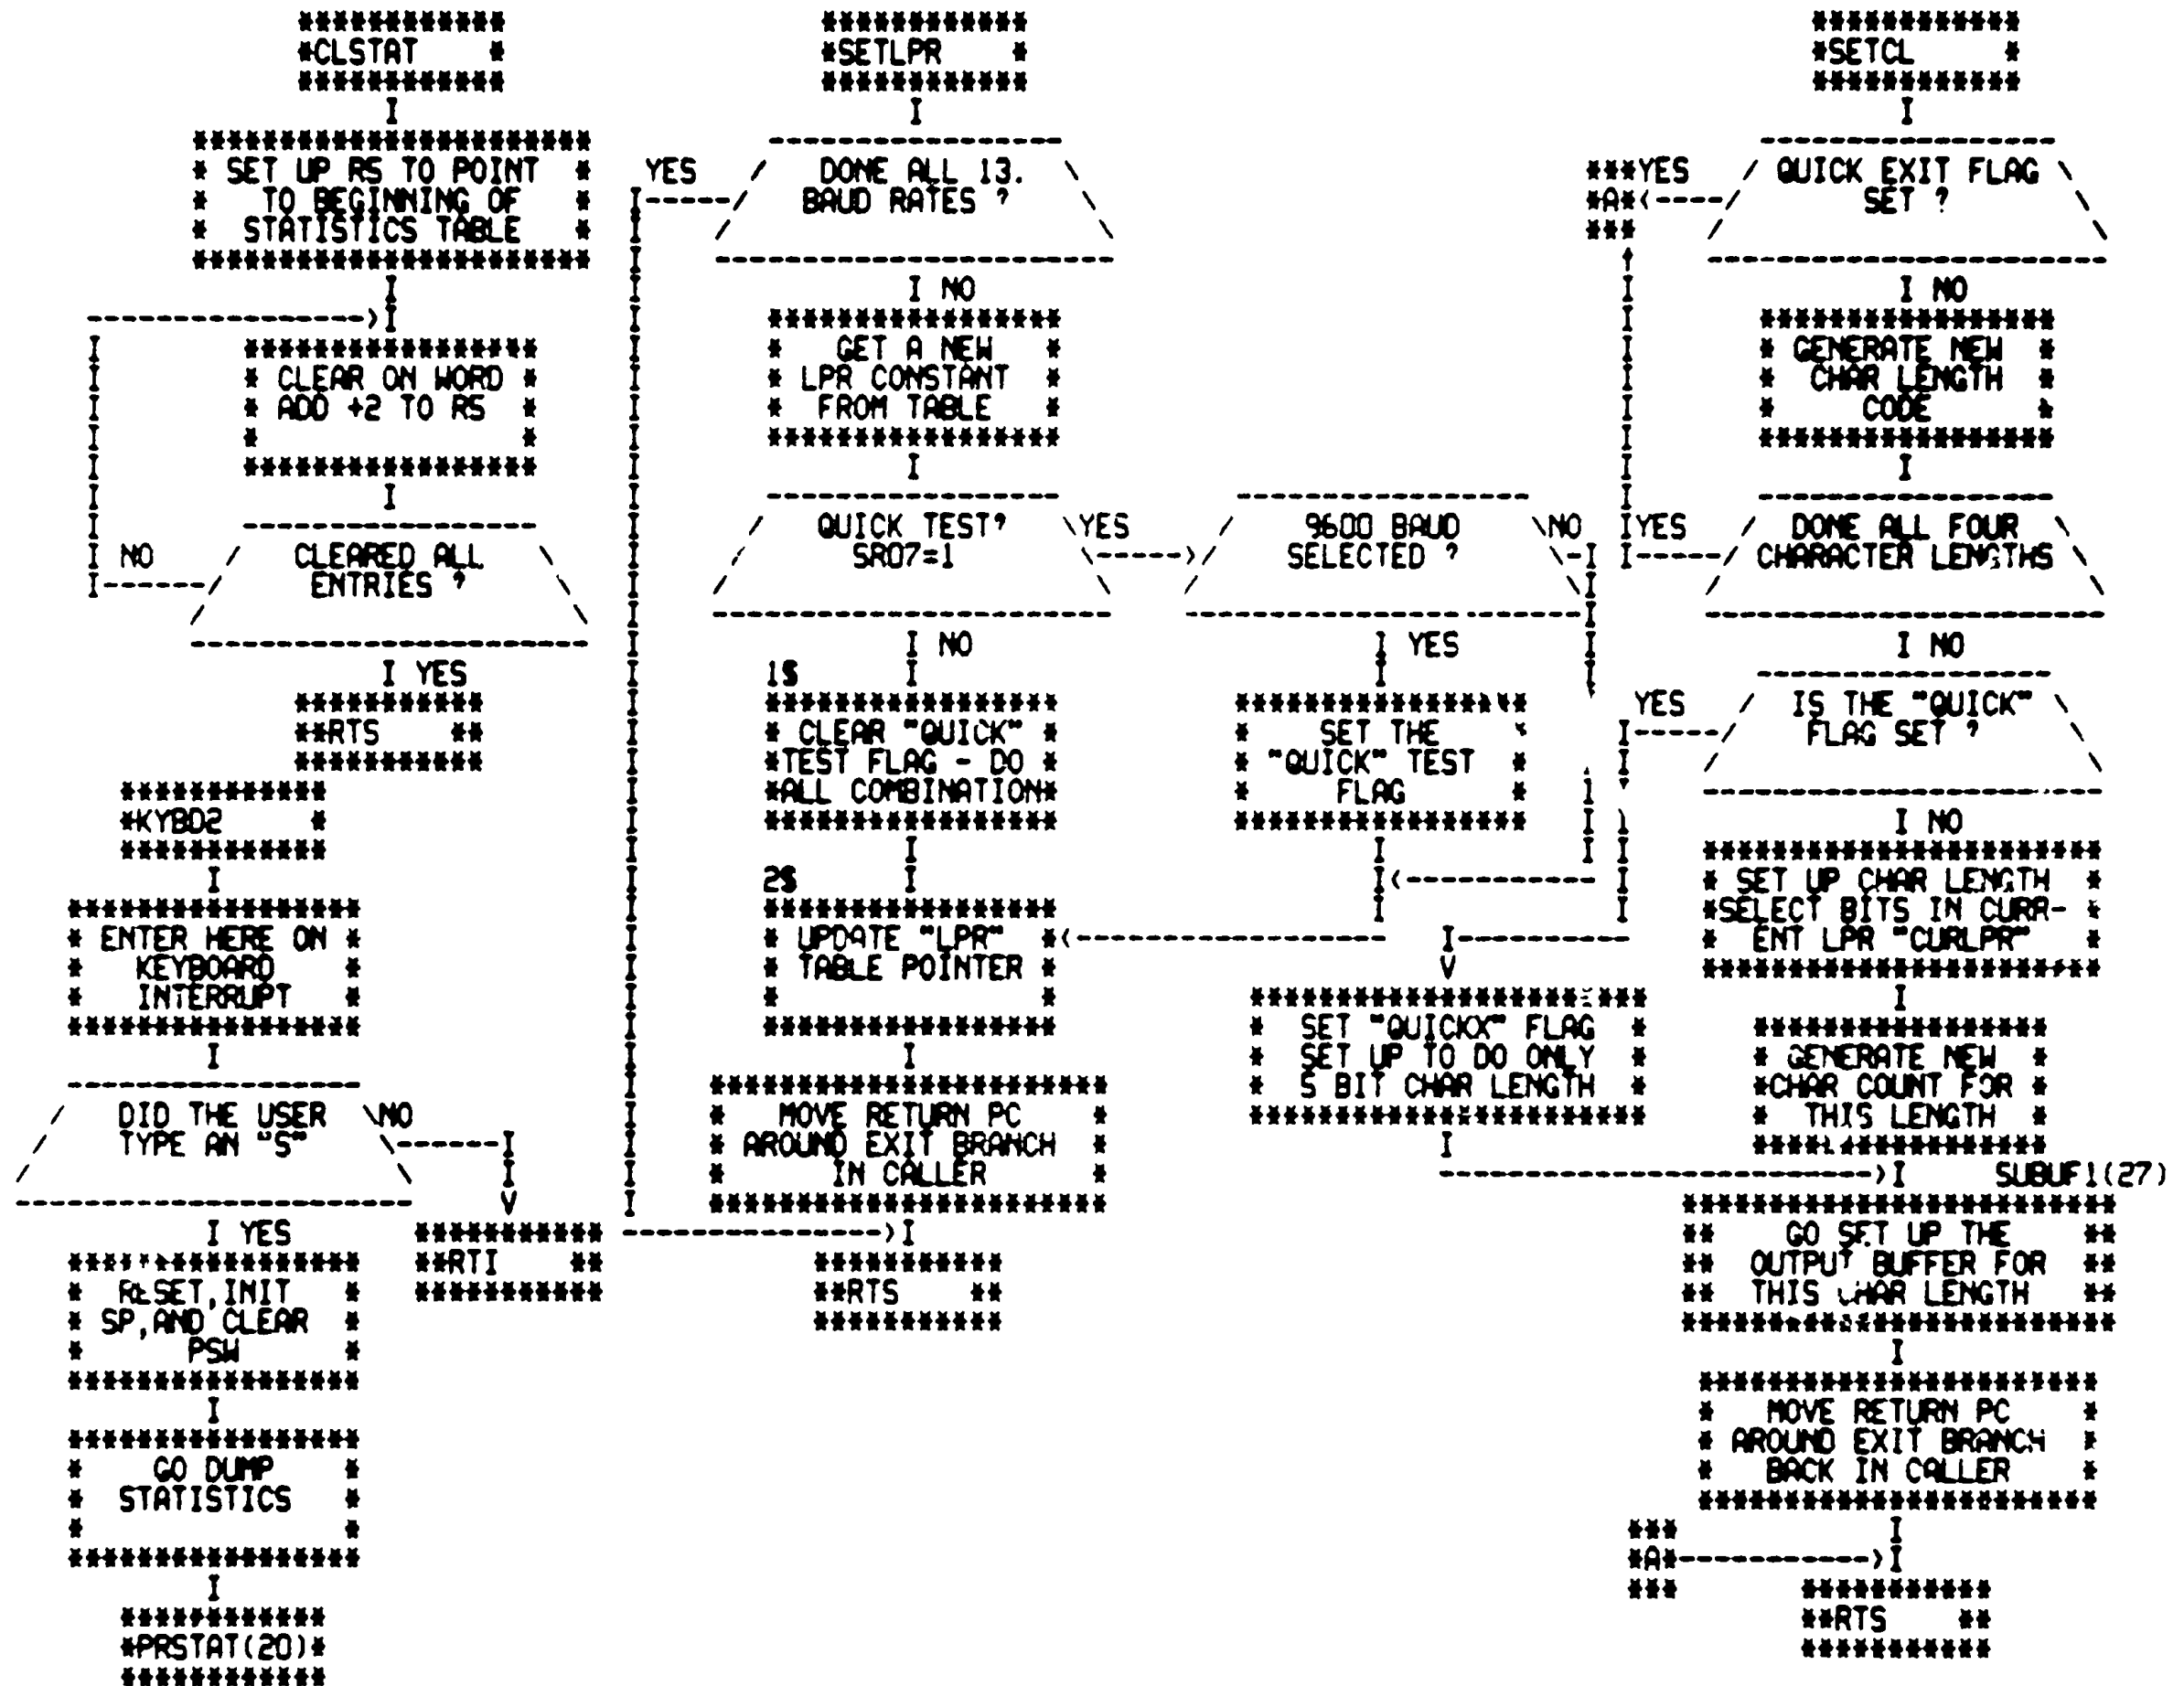 CLSTAT
SET UP R5 TO POINT
TO BEGINNING OF
STATISTICS TABLE
CLEAR ON WORD
ADD +2 TO R5
NO
CLEARED ALL
ENTRIES ?
YES
RTS
KYBD2
ENTER HERE ON
KEYBOARD
INTERRUPT
DID THE USER
TYPE AN "S"
NO
YES
RTI
RESET,INIT
SP,AND CLEAR
PSW
GO DUMP
STATISTICS
PRSTAT(20)
SETLPR
YES
DONE ALL 13.
BAUD RATES ?
NO
GET A NEW
LPR CONSTANT
FROM TABLE
QUICK TEST?
SR07=1
YES
NO
1$
CLEAR "QUICK"
TEST FLAG - DO
ALL COMBINATION
2$
UPDATE "LPR"
TABLE POINTER
MOVE RETURN PC
AROUND EXIT BRANCH
IN CALLER
RTS
9600 BAUD
SELECTED ?
NO
YES
SET THE
"QUICK" TEST
FLAG
SET "QUICKX" FLAG
SET UP TO DO ONLY
5 BIT CHAR LENGTH
SETCL
YES
A
QUICK EXIT FLAG
SET ?
NO
GENERATE NEW
CHAR LENGTH
CODE
YES
DONE ALL FOUR
CHARACTER LENGTHS
NO
YES
IS THE "QUICK"
FLAG SET ?
NO
SET UP CHAR LENGTH
SELECT BITS IN CURR-
ENT LPR "CURLPR"
GENERATE NEW
CHAR COUNT FOR
THIS LENGTH
SUBUF1(27)
GO SET UP THE
OUTPUT BUFFER FOR
THIS CHAR LENGTH
MOVE RETURN PC
AROUND EXIT BRANCH
BACK IN CALLER
A
RTS